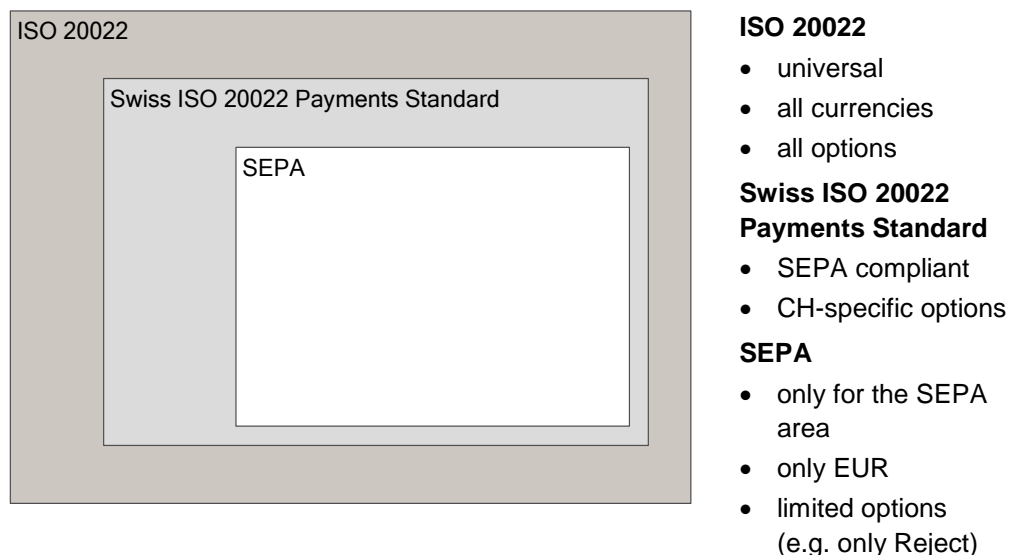 ISO 20022
Swiss ISO 20022 Payments Standard
SEPA
ISO 20022
• universal
• all currencies
• all options
Swiss ISO 20022
Payments Standard
• SEPA compliant
• CH-specific options
SEPA
• only for the SEPA
area
• only EUR
• limited options
(e.g. only Reject)